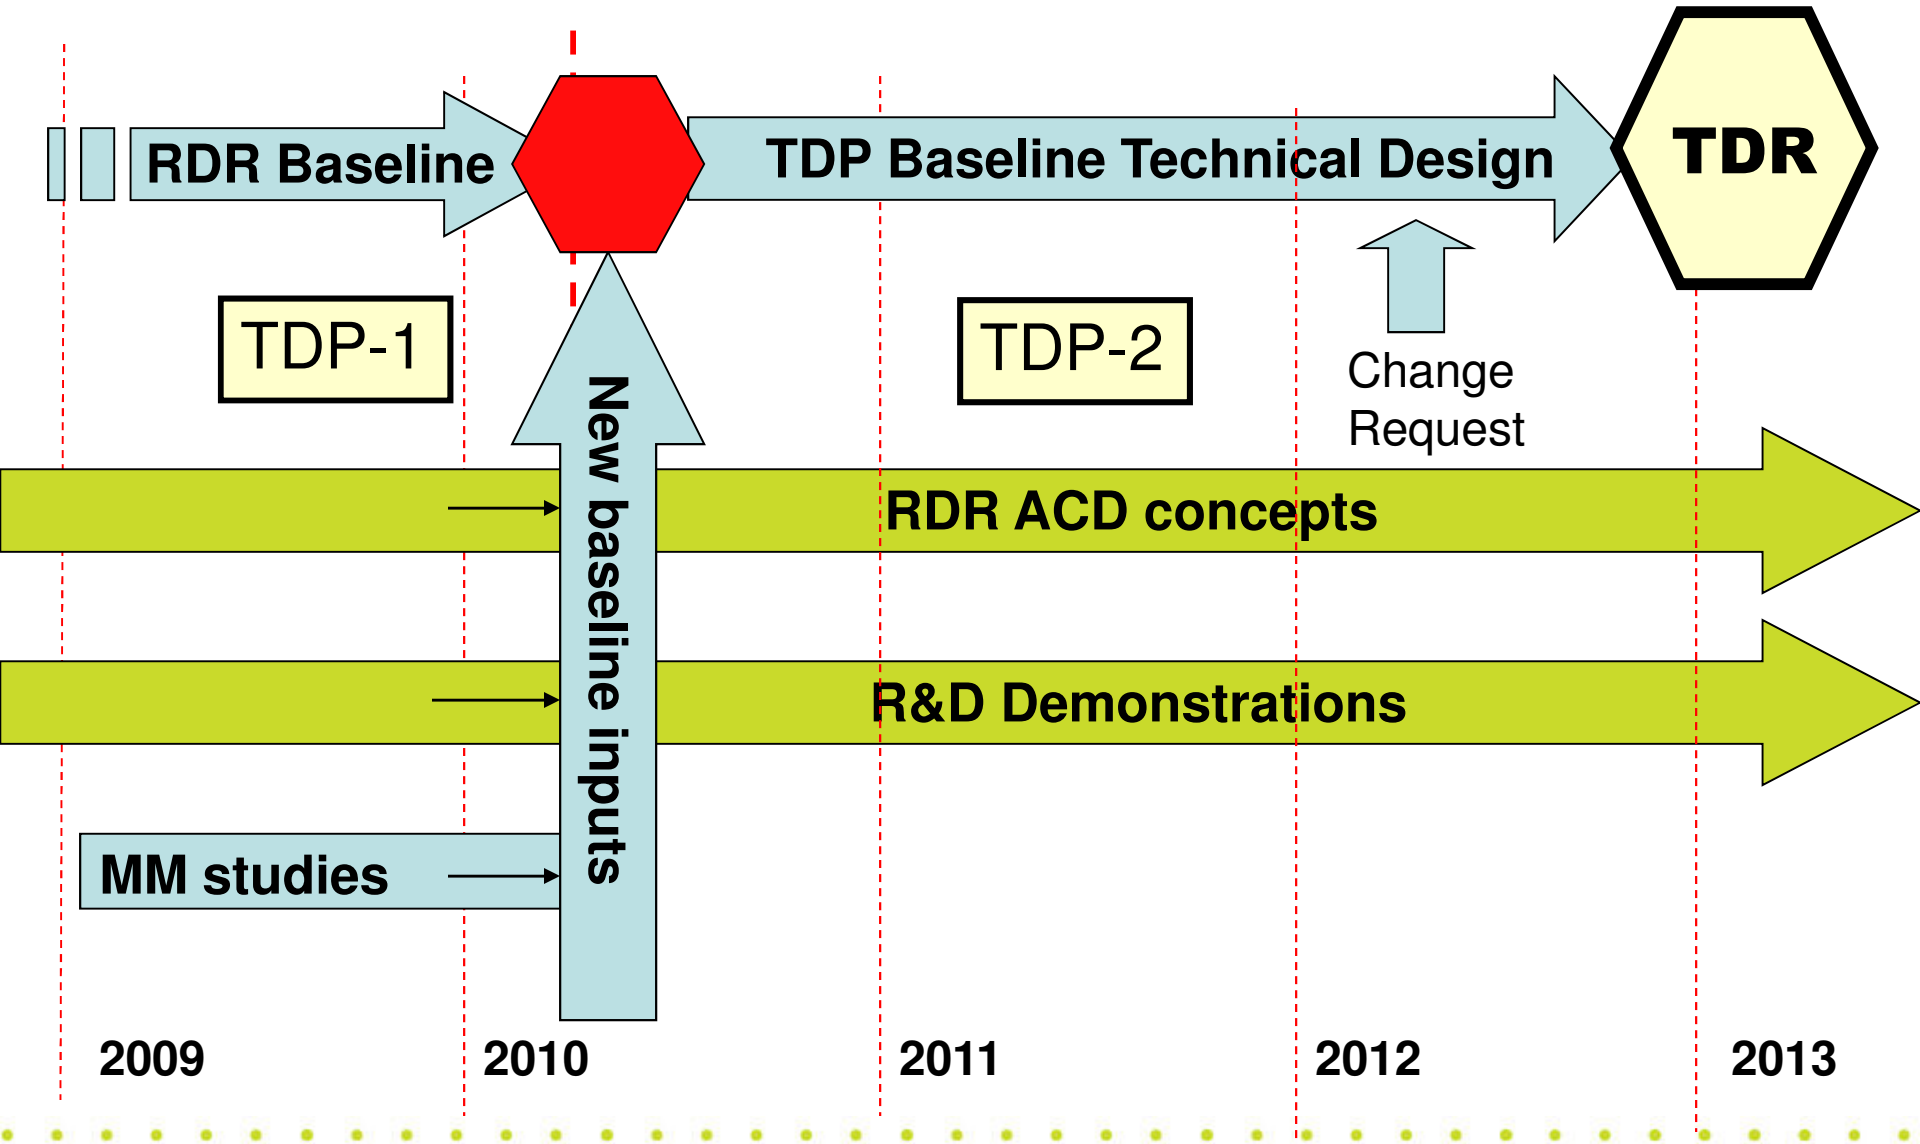 RDR Baseline
TDP Baseline Technical Design
TDR
TDP-1
TDP-2
Change
Request
New baseline inputs
RDR ACD concepts
R&D Demonstrations
MM studies
2009
2010
2011
2012
2013